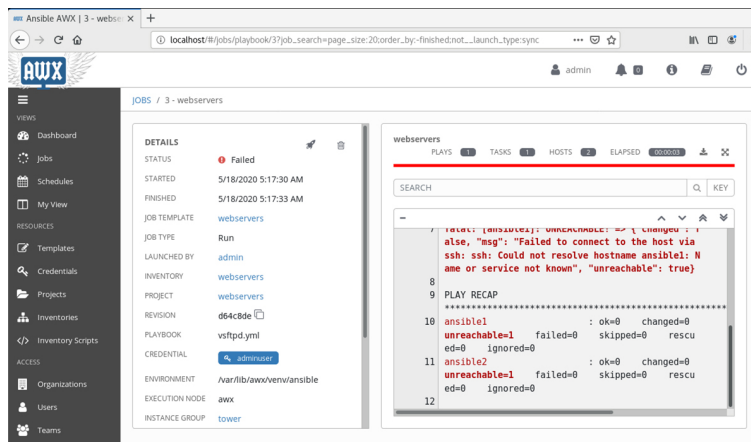 Ansible AWX | 3 - webse
localhost/#/jobs/playbook/3?job_search=page_size:20;order_by:-finished;not__launch_type:sync
AWX
admin
0
VIEWS
Dashboard
Jobs
Schedules
My View
RESOURCES
Templates
Credentials
Projects
Inventories
Inventory Scripts
ACCESS
Organizations
Users
Teams
JOBS / 3 - webservers
DETAILS
STATUS Failed
STARTED 5/18/2020 5:17:30 AM
FINISHED 5/18/2020 5:17:33 AM
JOB TEMPLATE webservers
JOB TYPE Run
LAUNCHED BY admin
INVENTORY webservers
PROJECT webservers
REVISION d64c8de
PLAYBOOK vsftpd.yml
CREDENTIAL adminuser
ENVIRONMENT /var/lib/awx/venv/ansible
EXECUTION NODE awx
INSTANCE GROUP tower
webservers
PLAYS 1 TASKS 1 HOSTS 2 ELAPSED 00:00:03
SEARCH KEY
7 fatal: [ansible1]: UNREACHABLE! => {"changed": f
alse, "msg": "Failed to connect to the host via
ssh: ssh: Could not resolve hostname ansible1: N
ame or service not known", "unreachable": true}
8
9 PLAY RECAP
*************************************************
10 ansible1 : ok=0 changed=0
unreachable=1 failed=0 skipped=0 rescu
ed=0 ignored=0
11 ansible2 : ok=0 changed=0
unreachable=1 failed=0 skipped=0 rescu
ed=0 ignored=0
12